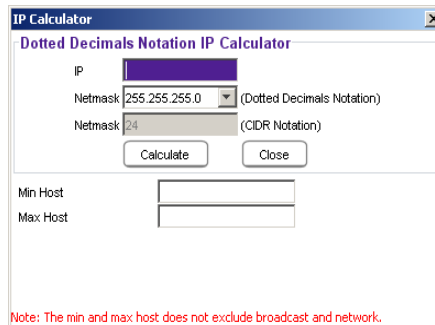 IP Calculator
Dotted Decimals Notation IP Calculator
IP
Netmask 255.255.255.0 (Dotted Decimals Notation)
Netmask 24 (CIDR Notation)
Calculate Close
Min Host
Max Host
Note: The min and max host does not exclude broadcast and network.